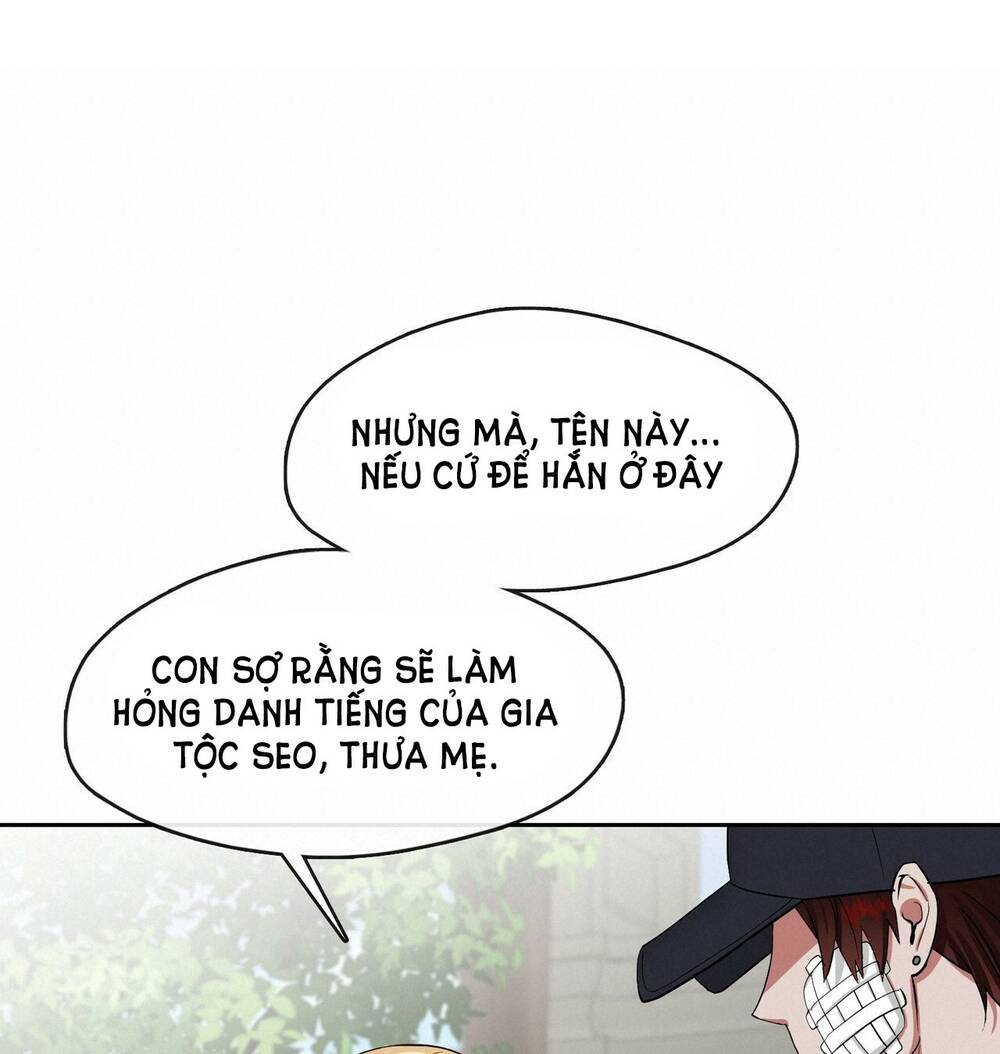 NHƯNG MÀ, TÊN NÀY...
NẾU CỨ ĐỂ HẮN Ở ĐÂY
CON SỢ RẰNG SẼ LÀM
HỎNG DANH TIẾNG CỦA GIA
TỘC SEO, THƯA MẸ.